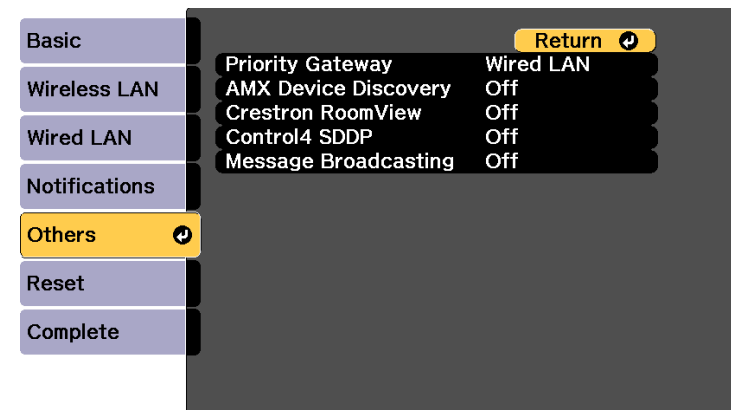 Basic
Wireless LAN
Wired LAN
Notifications
Others
Reset
Complete
Return
Priority Gateway Wired LAN
AMX Device Discovery Off
Crestron RoomView Off
Control4 SDDP Off
Message Broadcasting Off